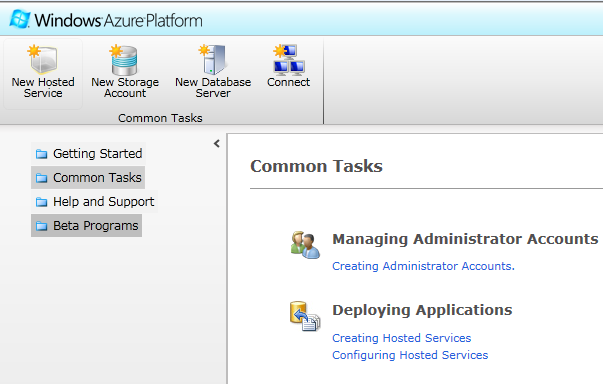 Windows Azure Platform
New Hosted Service
New Storage Account
New Database Server
Connect
Common Tasks
Getting Started
Common Tasks
Help and Support
Beta Programs
Common Tasks
Managing Administrator Accounts
Creating Administrator Accounts.
Deploying Applications
Creating Hosted Services
Configuring Hosted Services